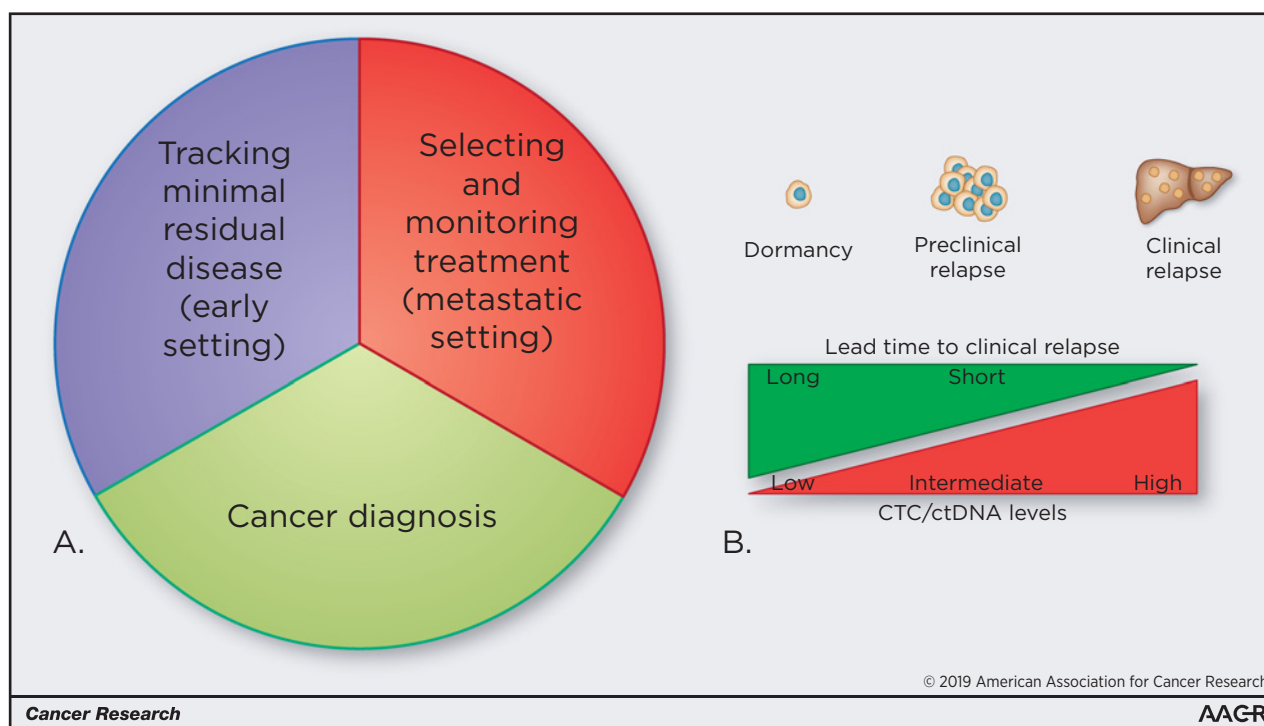 Tracking
minimal
residual
disease
(early
setting)
Selecting
and
monitoring
treatment
(metastatic
setting)
Cancer diagnosis
A.
Dormancy
Preclinical
relapse
Clinical
relapse
Lead time to clinical relapse
Long Short
Low Intermediate High
CTC/ctDNA levels
B.
© 2019 American Association for Cancer Research
Cancer Research
AACR